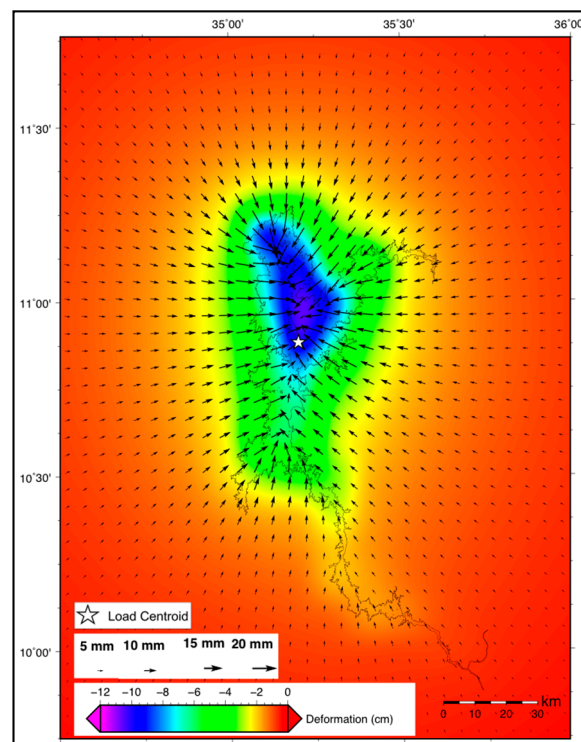 35˚00' 35˚30' 36˚00'
11˚30'
11˚00'
10˚30'
10˚00'
Load Centroid
5 mm 10 mm 15 mm 20 mm
−12 −10 −8 −6 −4 −2 0
Deformation (cm)
km
0 10 20 30